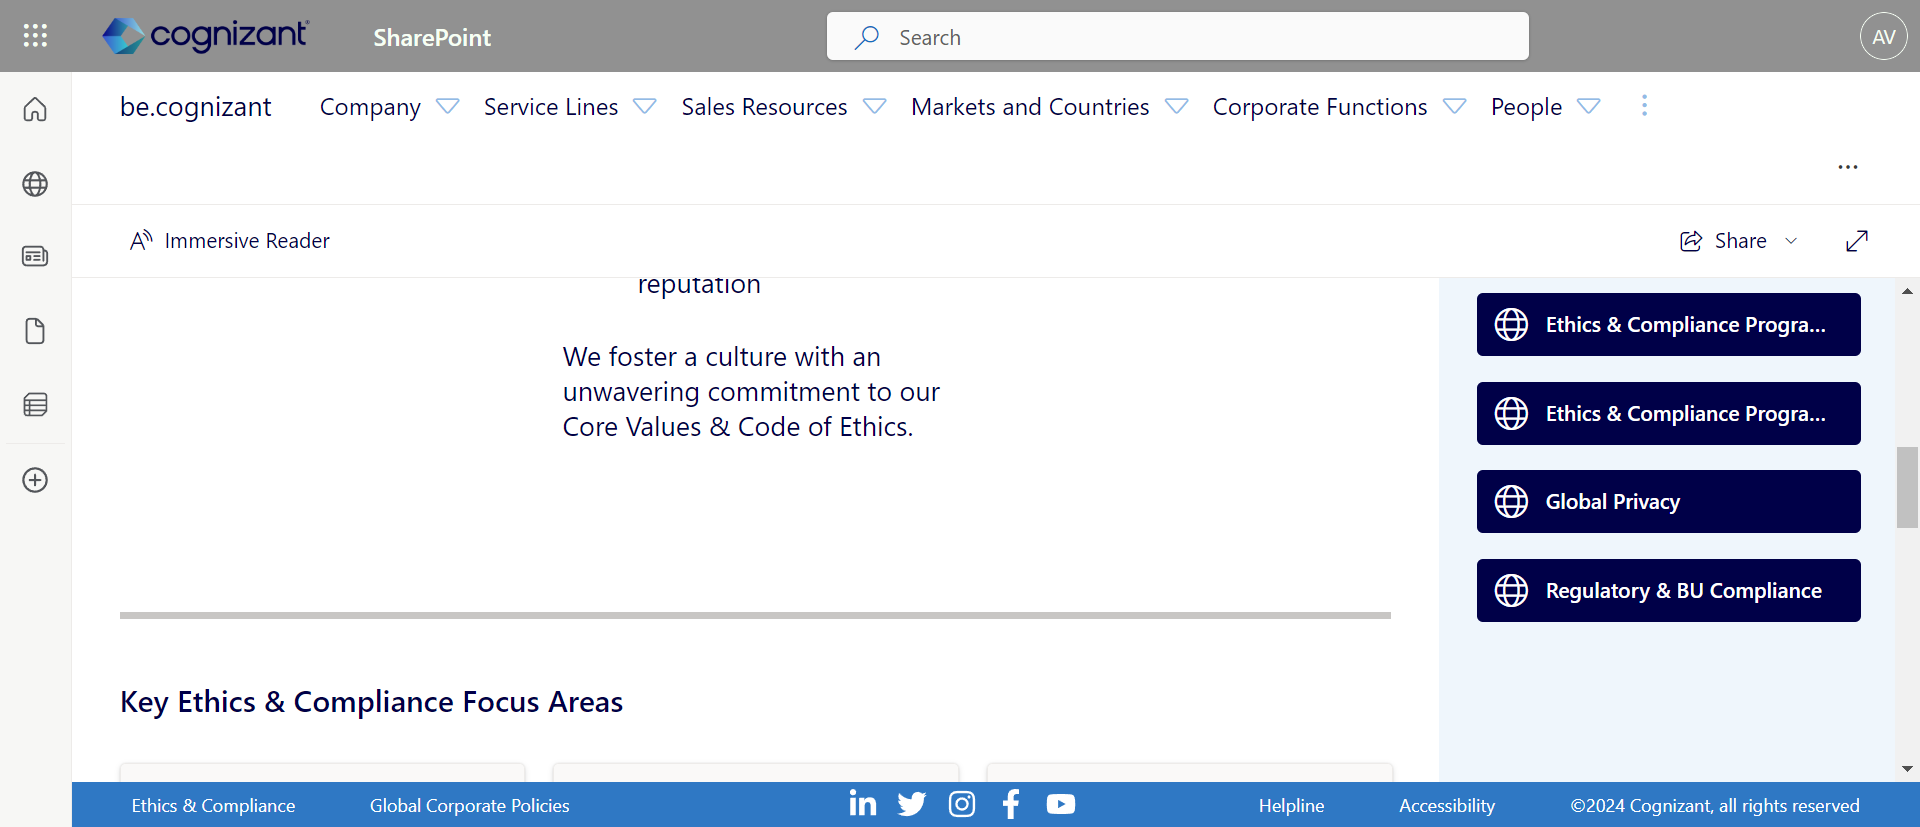 cognizant
SharePoint
Search
AV
be.cognizant
Company
Service Lines
Sales Resources
Markets and Countries
Corporate Functions
People
...
Immersive Reader
Share
reputation
We foster a culture with an
unwavering commitment to our
Core Values & Code of Ethics.
Key Ethics & Compliance Focus Areas
Ethics & Compliance Progra...
Ethics & Compliance Progra...
Global Privacy
Regulatory & BU Compliance
Ethics & Compliance
Global Corporate Policies
Helpline
Accessibility
©2024 Cognizant, all rights reserved